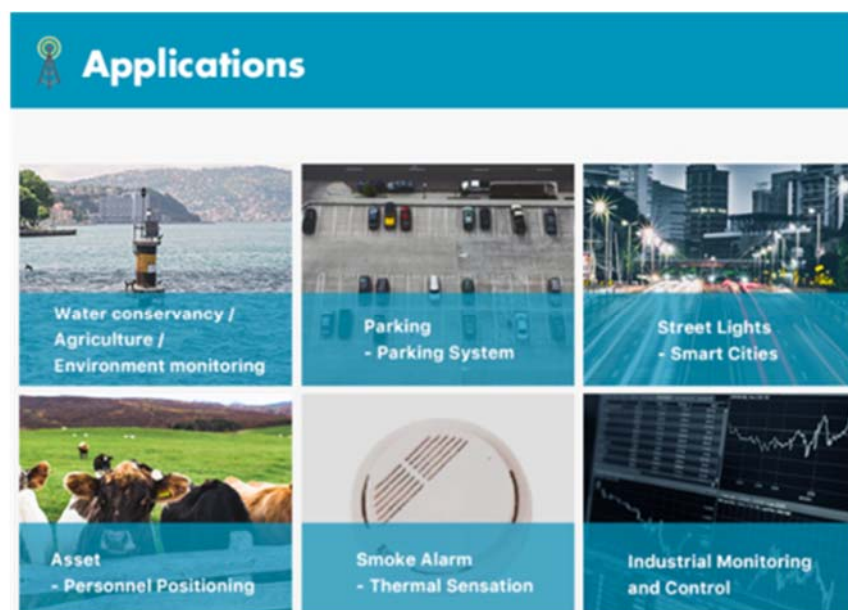 Applications
Water conservancy /
Agriculture /
Environment monitoring
Parking
- Parking System
Street Lights
- Smart Cities
Asset
- Personnel Positioning
Smoke Alarm
- Thermal Sensation
Industrial Monitoring
and Control